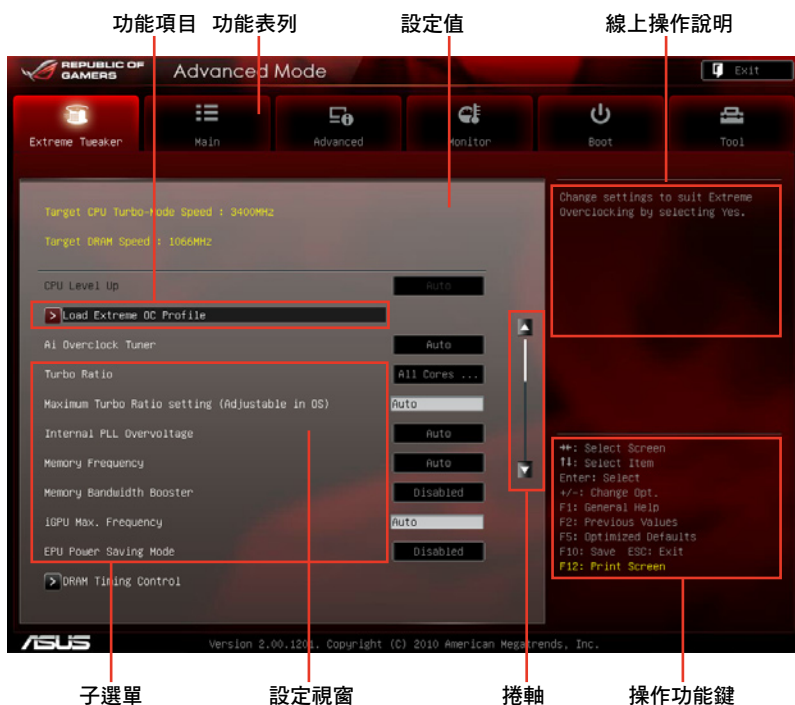 功能項目 功能表列 設定值 線上操作說明
REPUBLIC OF
GAMERS
Advanced Mode
Exit
Extreme Tweaker Main Advanced Monitor Boot Tool
Target CPU Turbo-Mode Speed : 3400MHz
Target DRAM Speed : 1066MHz
Change settings to suit Extreme
Overclocking by selecting Yes.
CPU Level Up Auto
> Load Extreme OC Profile
Ai Overclock Tuner Auto
Turbo Ratio All Cores ...
Maximum Turbo Ratio setting (Adjustable in OS) Auto
Internal PLL Overvoltage Auto
Memory Frequency Auto
Memory Bandwidth Booster Disabled
iGPU Max. Frequency Auto
EPU Power Saving Mode Disabled
> DRAM Timing Control
→←: Select Screen
↑↓: Select Item
Enter: Select
+/-: Change Opt.
F1: General Help
F2: Previous Values
F5: Optimized Defaults
F10: Save ESC: Exit
F12: Print Screen
ASUS
Version 2.00.1201. Copyright (C) 2010 American Megatrends, Inc.
子選單 設定視窗 捲軸 操作功能鍵